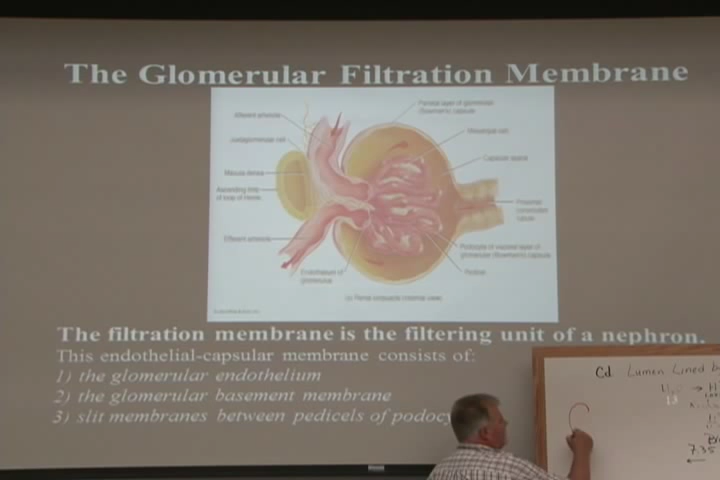 The Glomerular Filtration Membrane
Parietal layer of glomerular
(Bowman's) capsule
Afferent arteriole
Mesangial cell
Juxtaglomerular cell
Capsular space
Macula densa
Ascending limb
of loop of Henle
Proximal
convoluted
tubule
Efferent arteriole
Podocyte of visceral layer of
glomerular (Bowman's) capsule
Endothelium of
glomerulus
Pedicel
(a) Renal corpuscle (internal view)
The filtration membrane is the filtering unit of a nephron.
This endothelial-capsular membrane consists of:
1) the glomerular endothelium
2) the glomerular basement membrane
3) slit membranes between pedicels of
Cd Lumen Lined
7.35